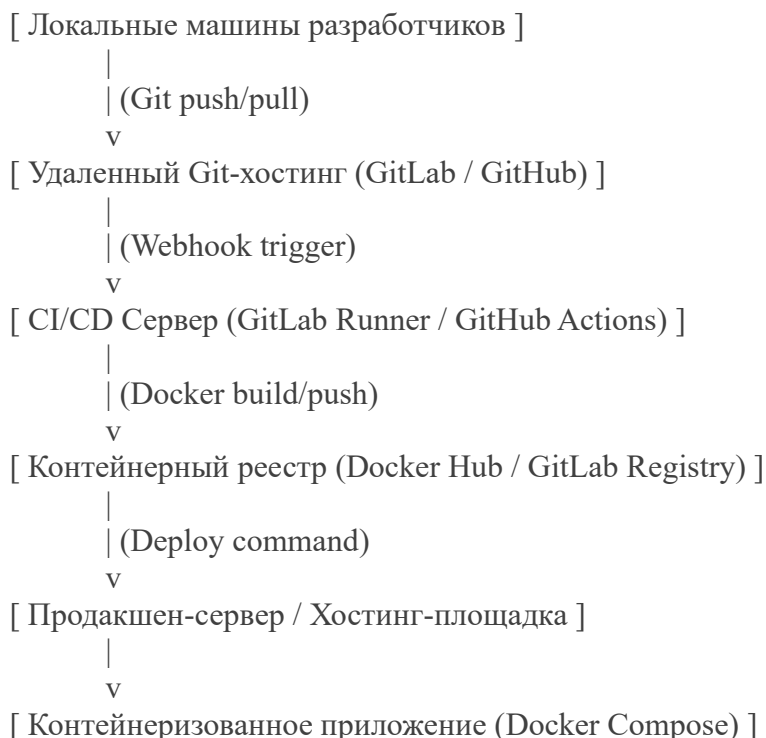 [ Локальные машины разработчиков ]
|
| (Git push/pull)
v
[ Удаленный Git-хостинг (GitLab / GitHub) ]
|
| (Webhook trigger)
v
[ CI/CD Сервер (GitLab Runner / GitHub Actions) ]
|
| (Docker build/push)
v
[ Контейнерный реестр (Docker Hub / GitLab Registry) ]
|
| (Deploy command)
v
[ Продакшен-сервер / Хостинг-площадка ]
|
v
[ Контейнеризованное приложение (Docker Compose) ]